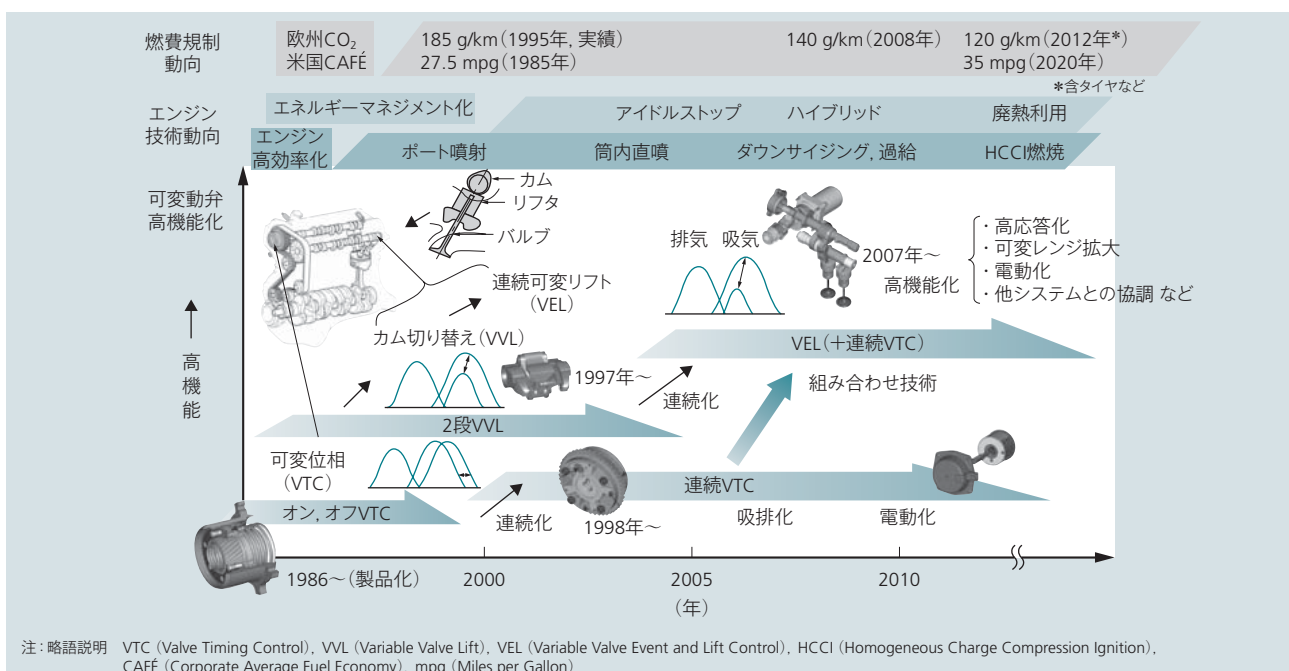 燃費規制
動向
欧州CO₂
米国CAFÉ
185 g/km(1995年, 実績)
27.5 mpg(1985年)
140 g/km(2008年)
120 g/km(2012年*)
35 mpg(2020年)
*含タイヤなど
エンジン
技術動向
エネルギーマネジメント化
アイドルストップ
ハイブリッド
廃熱利用
エンジン
高効率化
ポート噴射
筒内直噴
ダウンサイジング, 過給
HCCI燃焼
可変動弁
高機能化
高
機
能
カム
リフタ
バルブ
連続可変リフト
(VEL)
排気 吸気
2007年〜
高機能化
・高応答化
・可変レンジ拡大
・電動化
・他システムとの協調 など
カム切り替え(VVL)
1997年〜
VEL(+連続VTC)
連続化
組み合わせ技術
2段VVL
可変位相
(VTC)
連続VTC
オン, オフVTC
連続化
1998年〜
吸排化
電動化
1986〜(製品化)
2000
2005
2010
(年)
注:略語説明 VTC(Valve Timing Control), VVL(Variable Valve Lift), VEL(Variable Valve Event and Lift Control), HCCI(Homogeneous Charge Compression Ignition),
CAFÉ(Corporate Average Fuel Economy), mpg(Miles per Gallon)